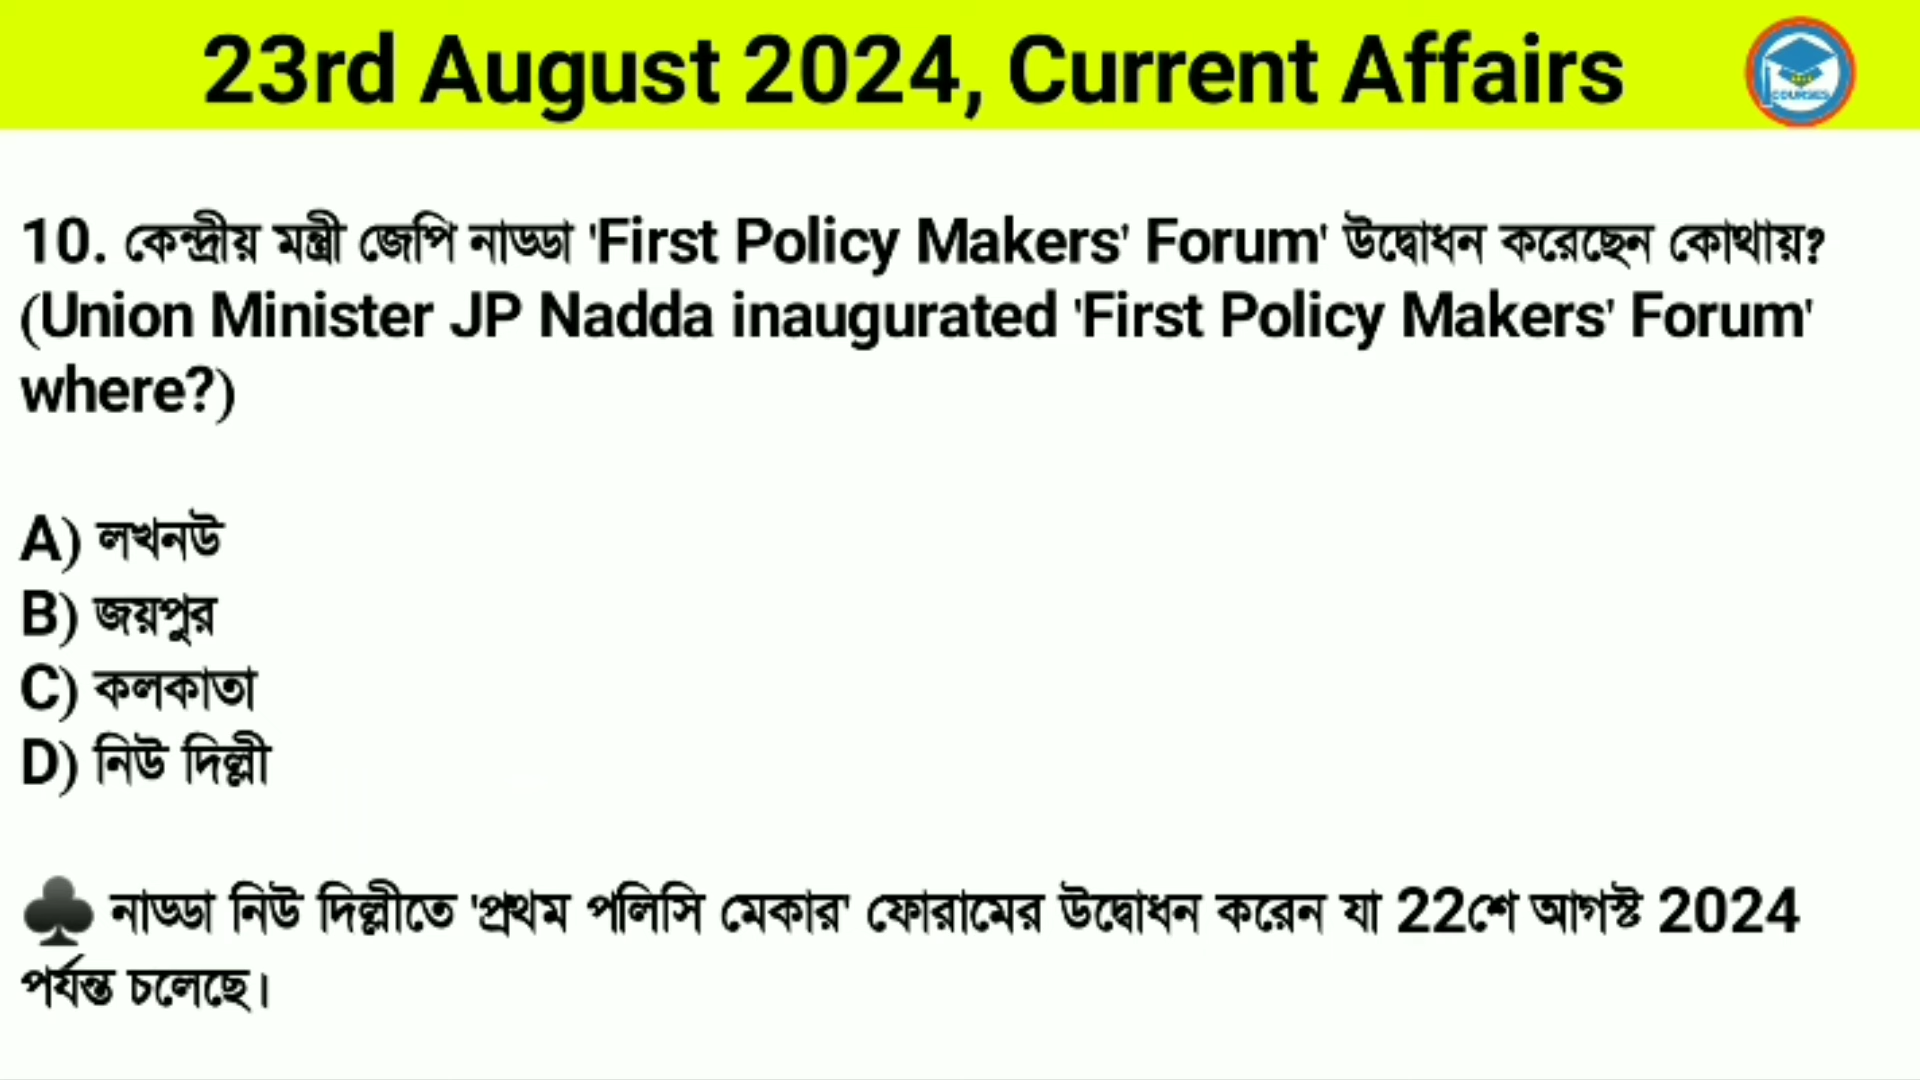 23rd August 2024, Current Affairs
COURSES
10. কেন্দ্রীয় মন্ত্রী জেপি নাড্ডা 'First Policy Makers' Forum' উদ্বোধন করেছেন কোথায়?
(Union Minister JP Nadda inaugurated 'First Policy Makers' Forum'
where?)
A) লখনউ
B) জয়পুর
C) কলকাতা
D) নিউ দিল্লী
♣ নাড্ডা নিউ দিল্লীতে 'প্রথম পলিসি মেকার' ফোরামের উদ্বোধন করেন যা 22শে আগস্ট 2024
পর্যন্ত চলেছে।